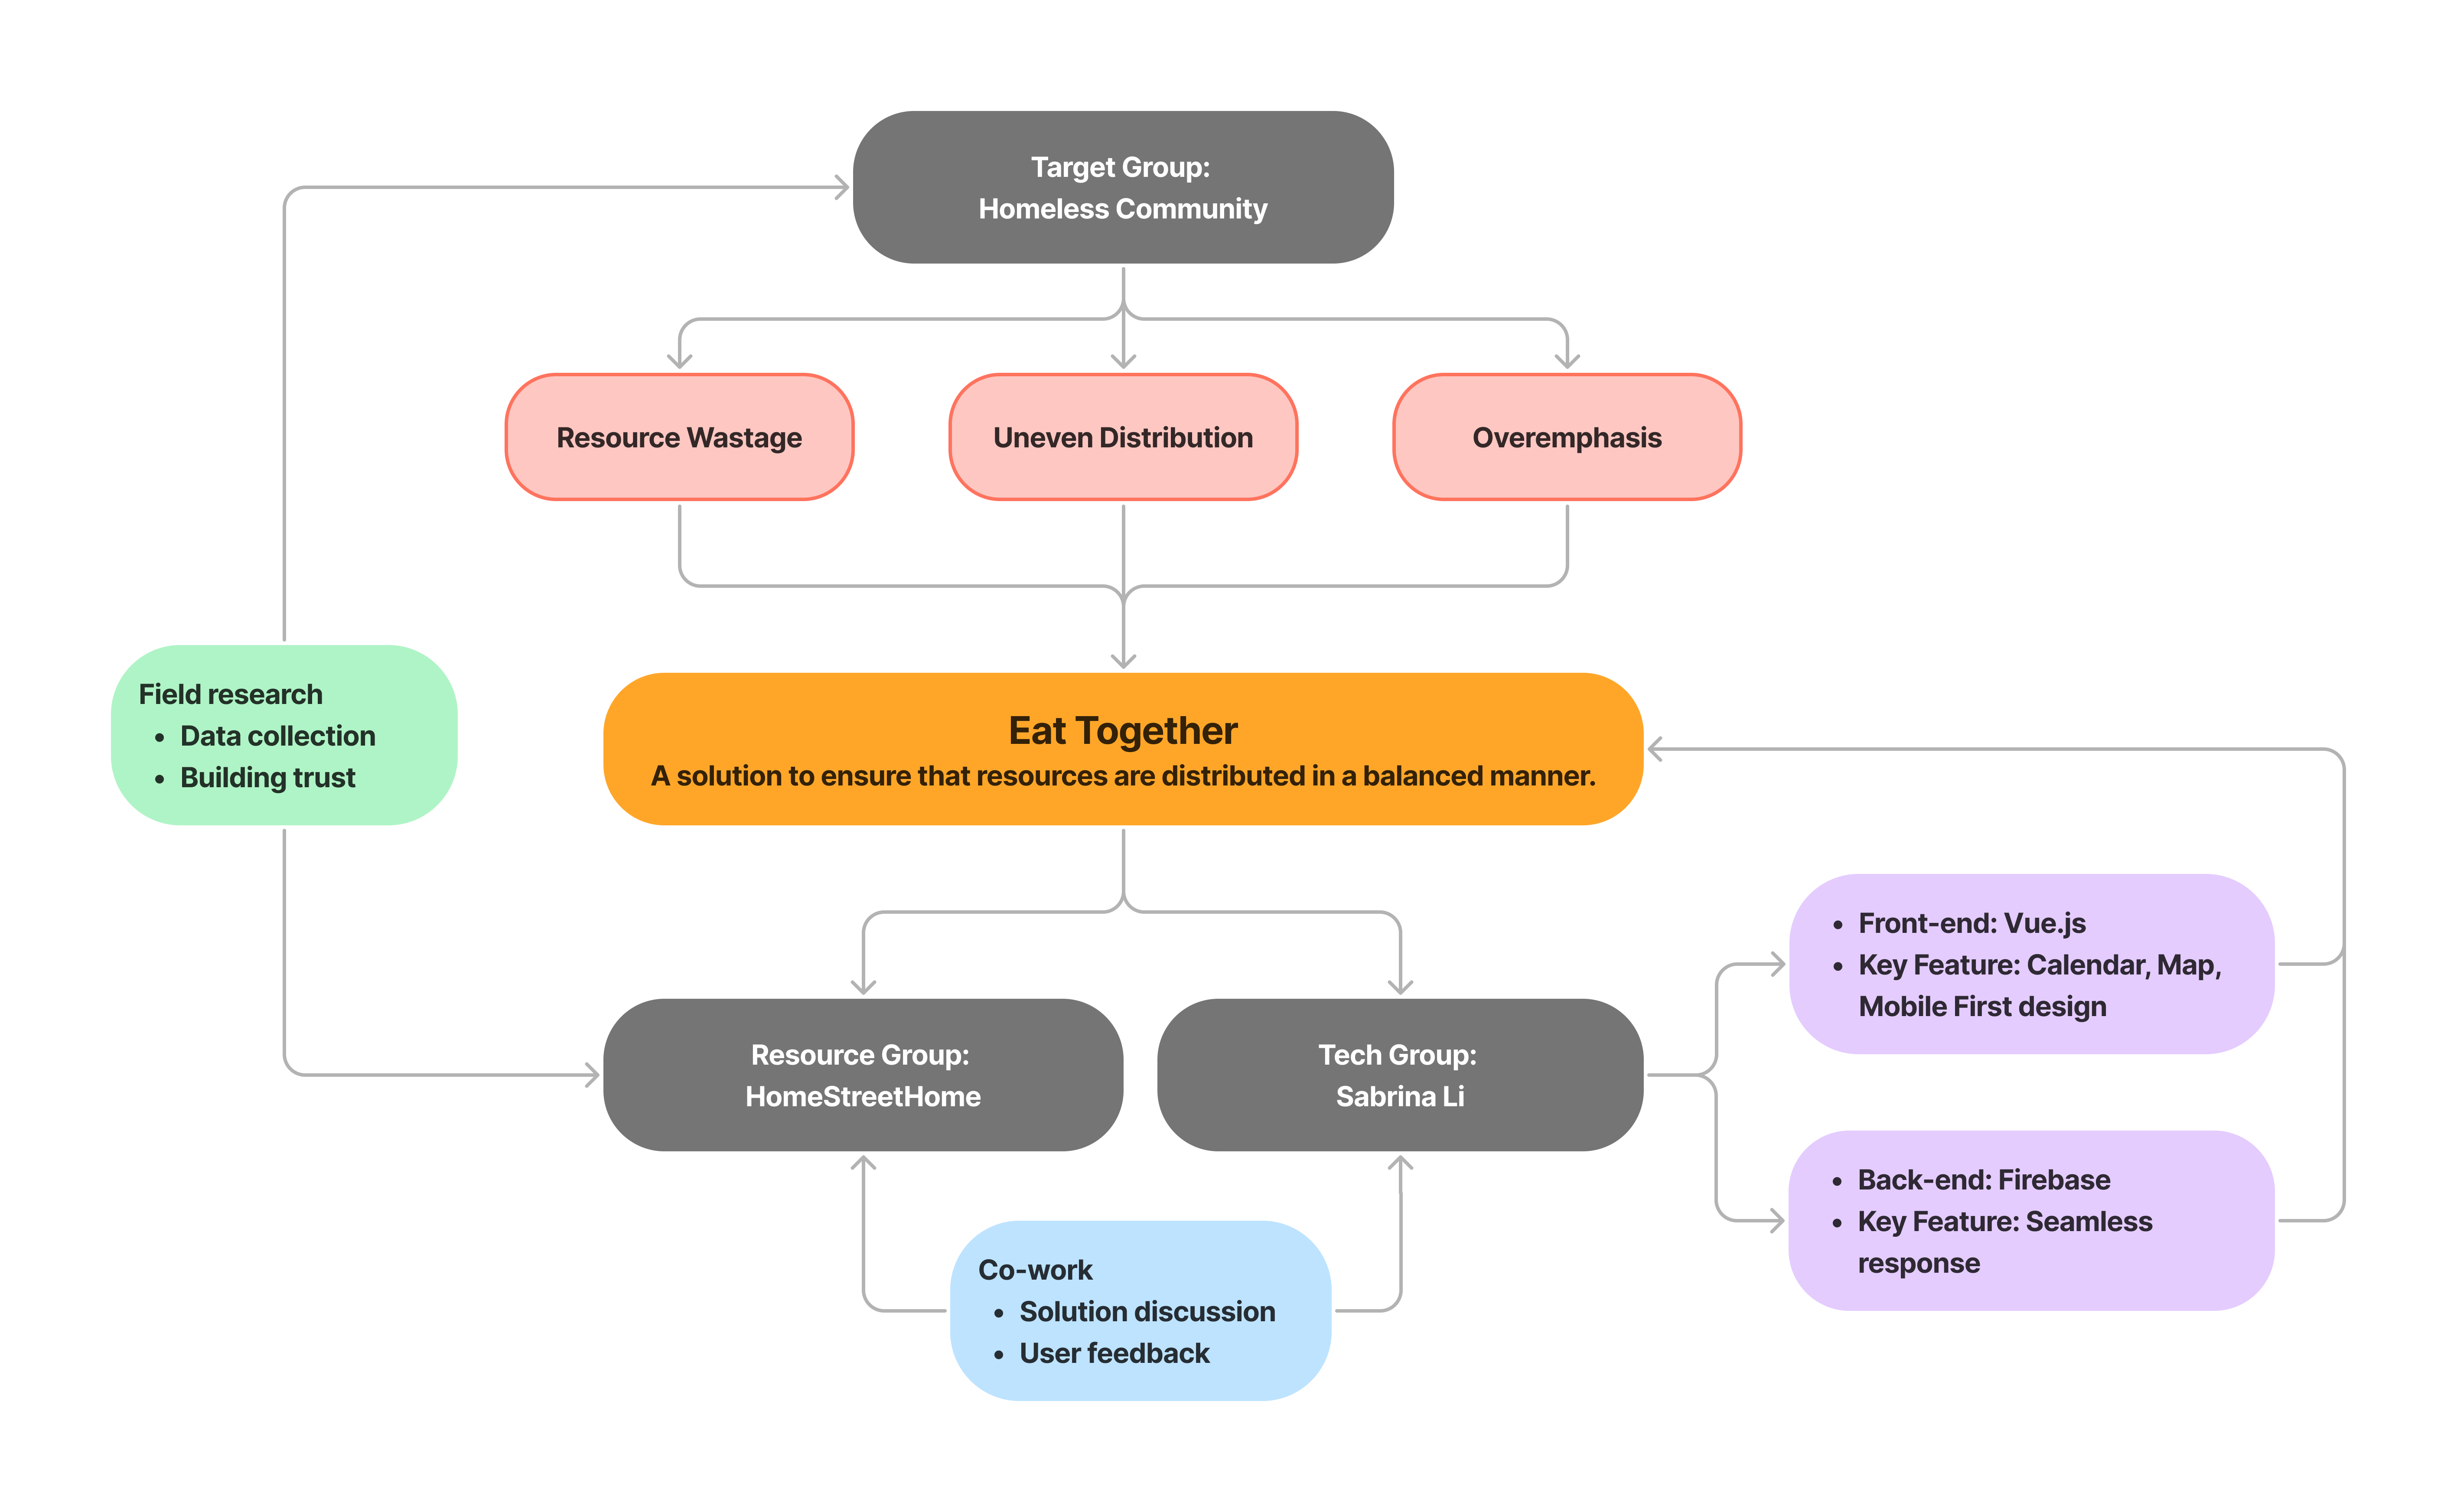 Target Group:
Homeless Community
Resource Wastage
Uneven Distribution
Overemphasis
Field research
• Data collection
• Building trust
Eat Together
A solution to ensure that resources are distributed in a balanced manner.
• Front-end: Vue.js
• Key Feature: Calendar, Map,
Mobile First design
Resource Group:
HomeStreetHome
Tech Group:
Sabrina Li
• Back-end: Firebase
• Key Feature: Seamless
response
Co-work
• Solution discussion
• User feedback